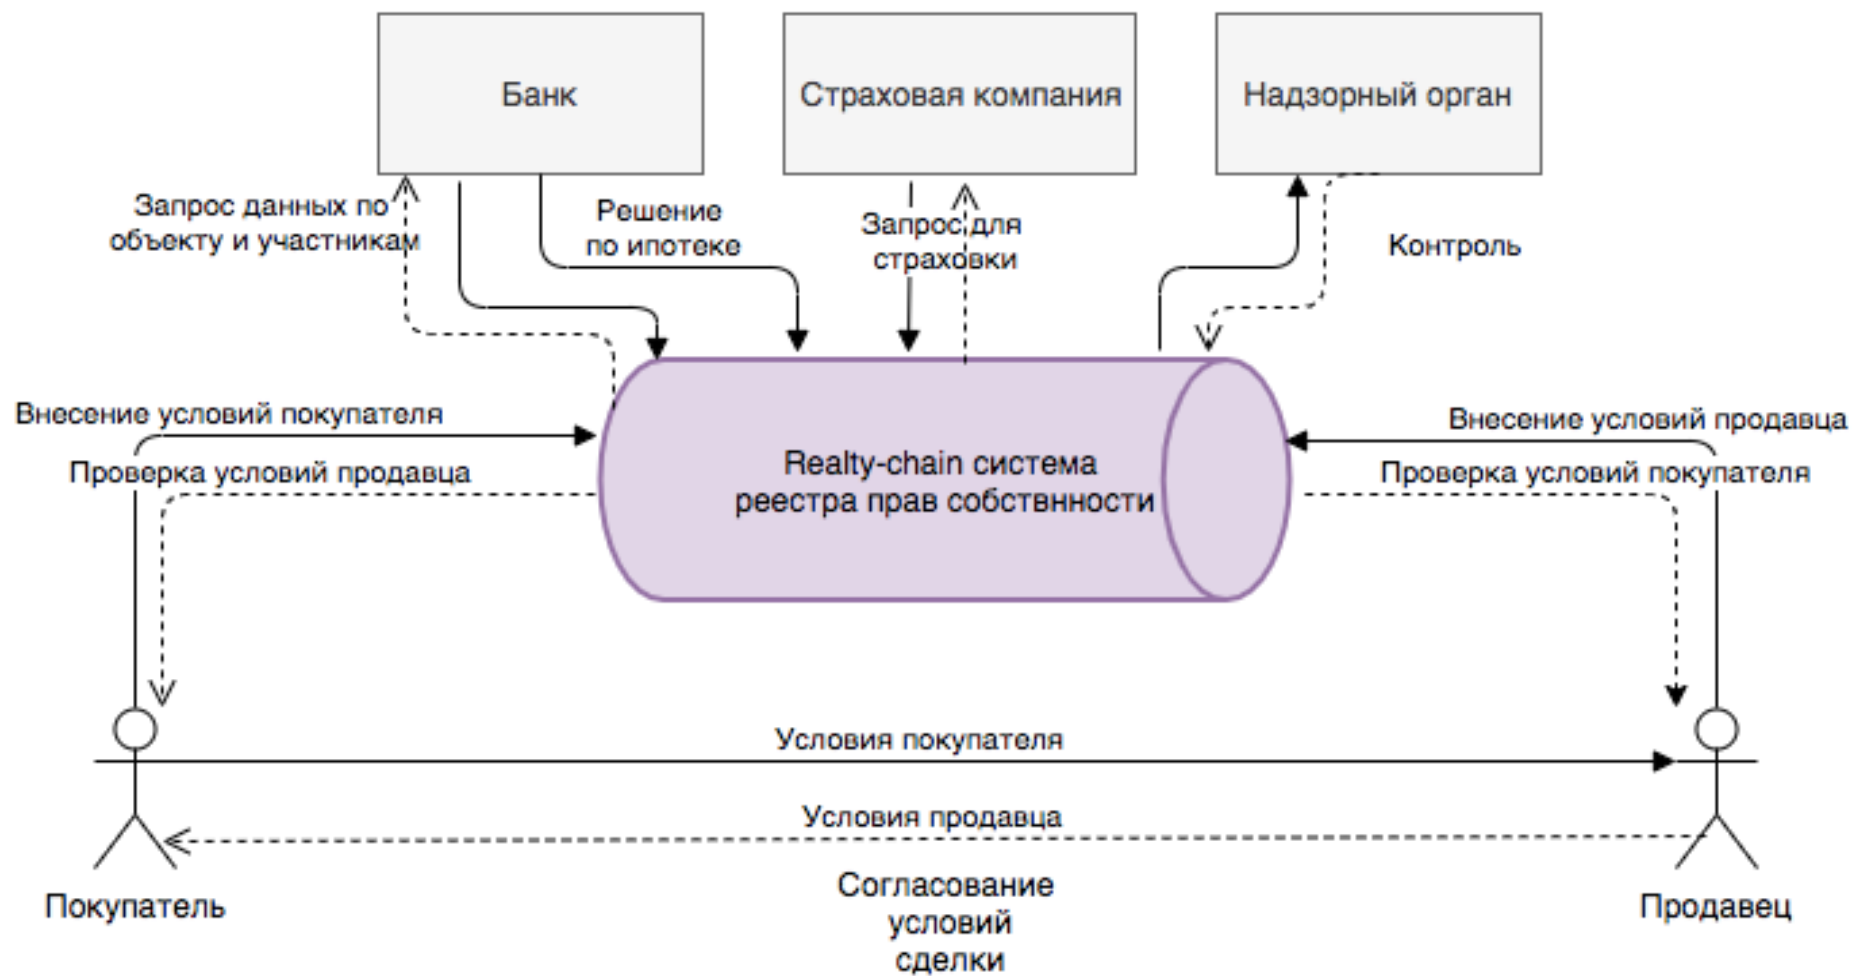 Банк
Страховая компания
Надзорный орган
Запрос данных по
объекту и участникам
Решение
по ипотеке
Запрос для
страховки
Контроль
Внесение условий покупателя
Внесение условий продавца
Проверка условий продавца
Проверка условий покупателя
Realty-chain система
реестра прав собствнности
Условия покупателя
Условия продавца
Покупатель
Продавец
Согласование
условий
сделки